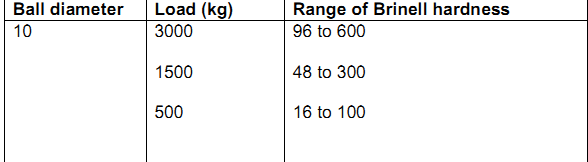 Ball diameter Load (kg) Range of Brinell hardness
10 3000 96 to 600
1500 48 to 300
500 16 to 100